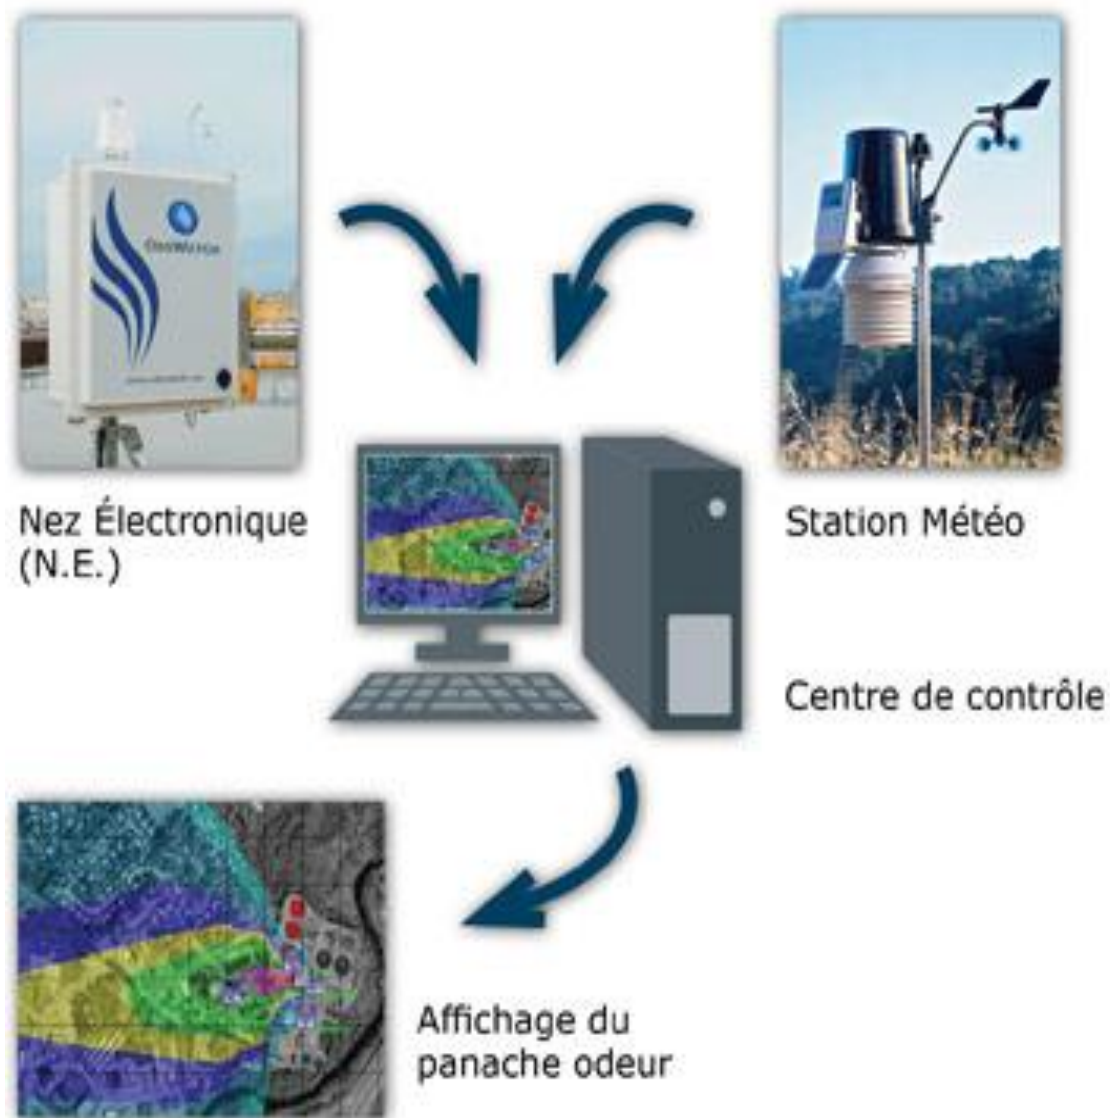 Nez Électronique
(N.E.)
Station Météo
Centre de contrôle
Affichage du
panache odeur